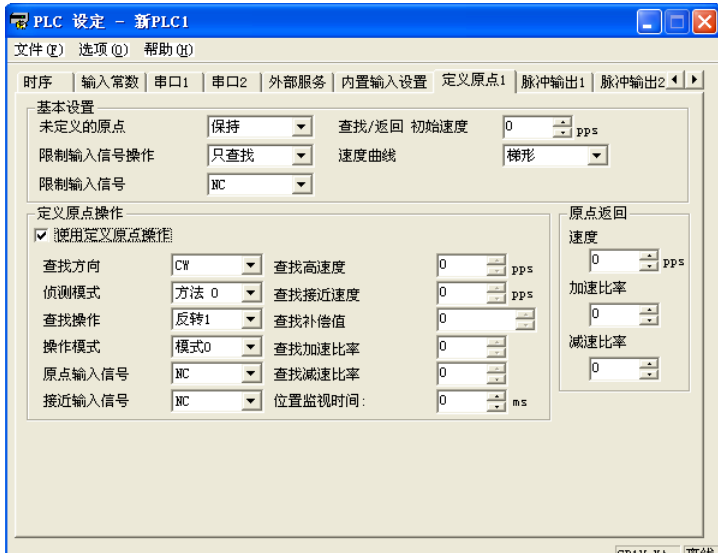 PLC 设定 - 新PLC1
文件(F) 选项(O) 帮助(H)
时序 输入常数 串口1 串口2 外部服务 内置输入设置 定义原点1 脉冲输出1 脉冲输出2
基本设置
未定义的原点 保持 查找/返回 初始速度 0 pps
限制输入信号操作 只查找 速度曲线 梯形
限制输入信号 NC
定义原点操作 原点返回
使用定义原点操作 速度
查找方向 CW 查找高速度 0 pps 0 pps
侦测模式 方法 0 查找接近速度 0 pps 加速比率
查找操作 反转1 查找补偿值 0 0
操作模式 模式0 查找加速比率 0 减速比率
原点输入信号 NC 查找减速比率 0 0
接近输入信号 NC 位置监视时间: 0 ms
离线